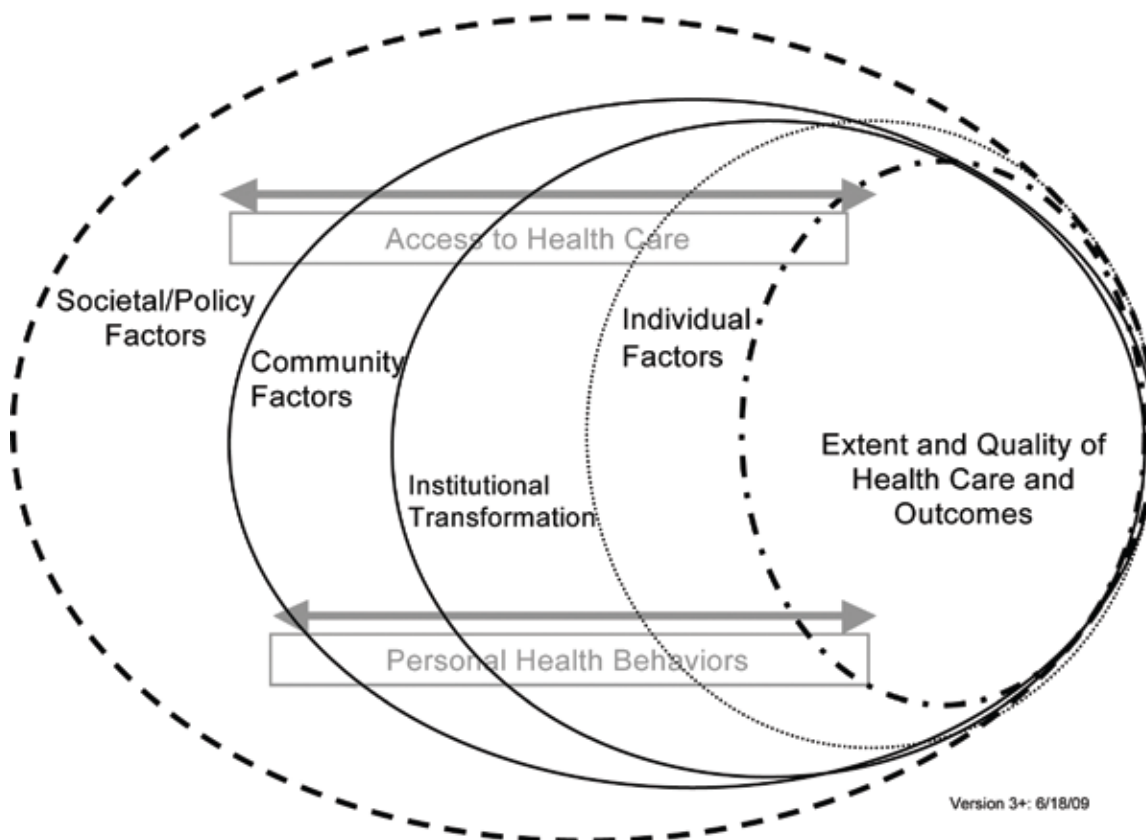 Access to Health Care
Societal/Policy
Factors
Community
Factors
Individual
Factors
Institutional
Transformation
Extent and Quality of
Health Care and
Outcomes
Personal Health Behaviors
Version 3+: 6/18/09